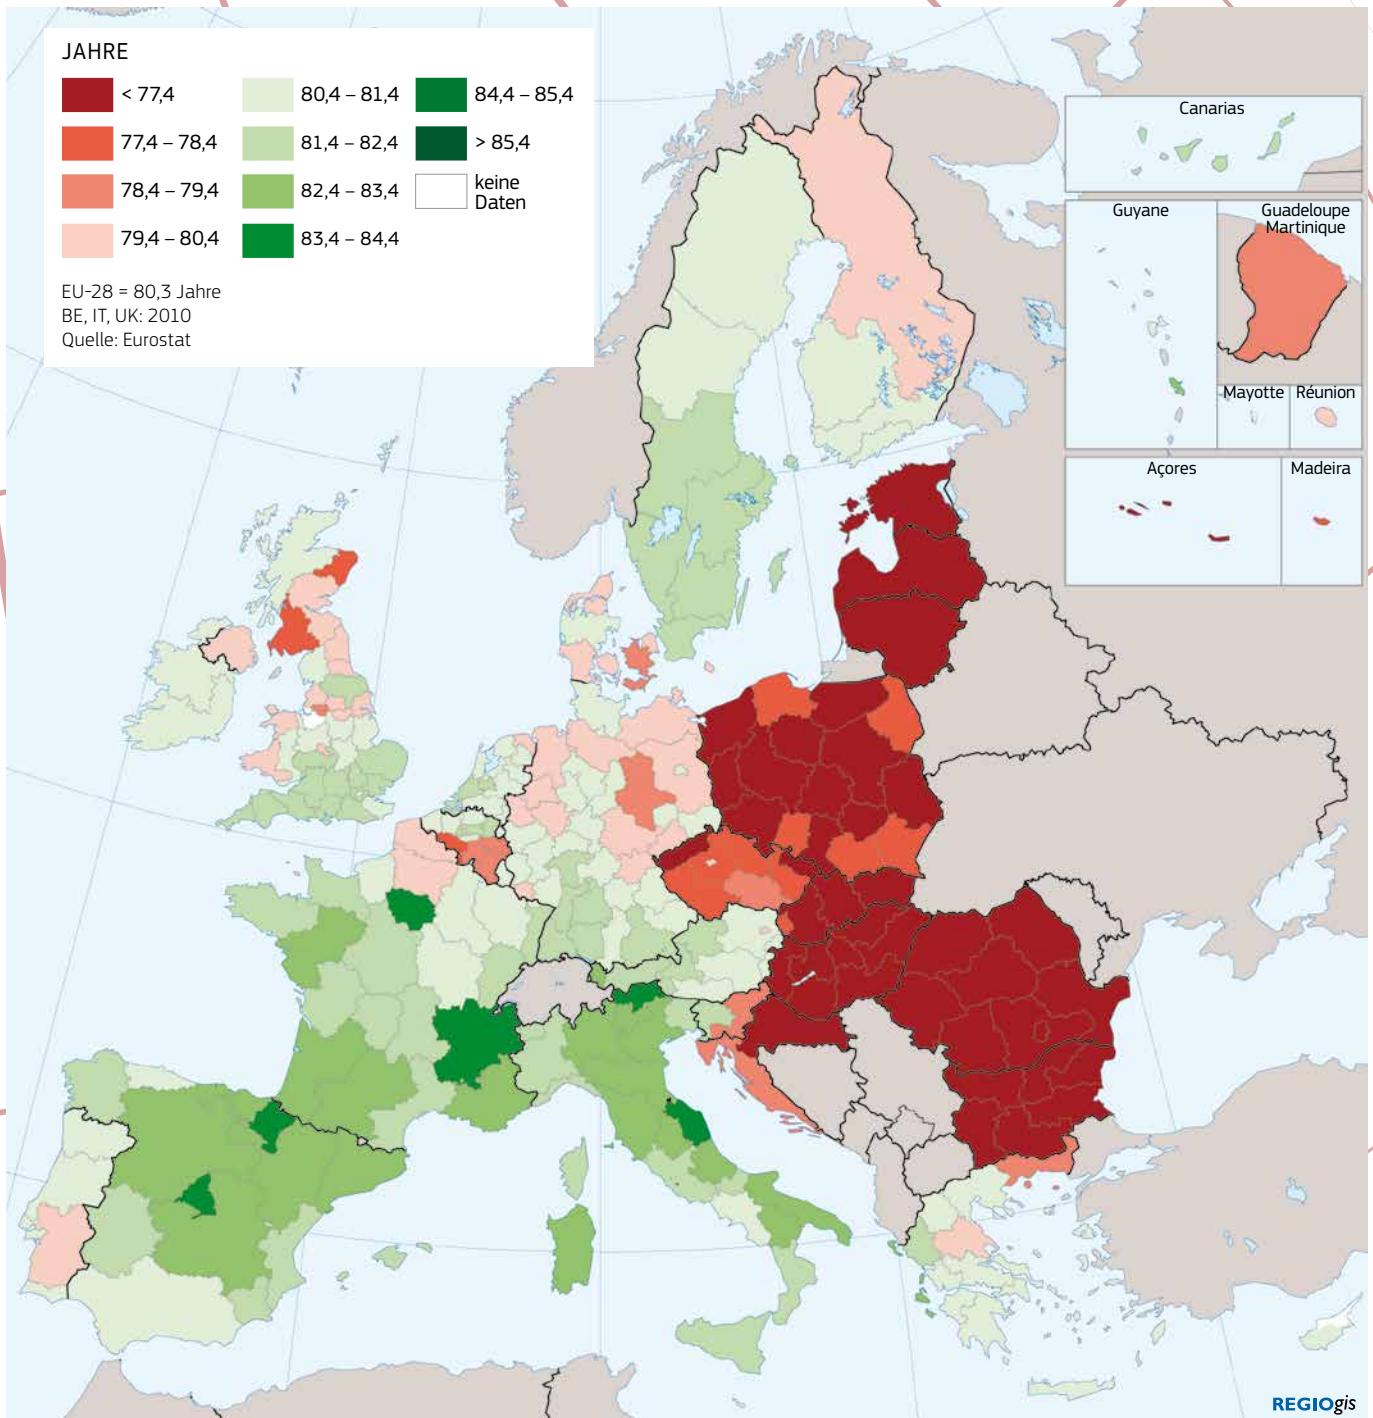 JAHRE
< 77,4
77,4 – 78,4
78,4 – 79,4
79,4 – 80,4
80,4 – 81,4
81,4 – 82,4
82,4 – 83,4
83,4 – 84,4
84,4 – 85,4
> 85,4
keine
Daten
EU-28 = 80,3 Jahre
BE, IT, UK: 2010
Quelle: Eurostat
Canarias
Guyane
Guadeloupe
Martinique
Mayotte
Réunion
Açores
Madeira
REGIOgis